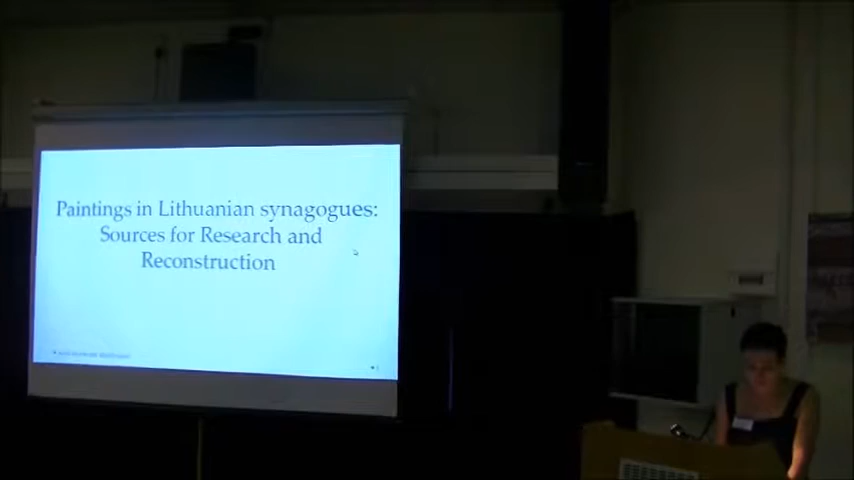 Paintings in Lithuanian synagogues:
Sources for Research and
Reconstruction